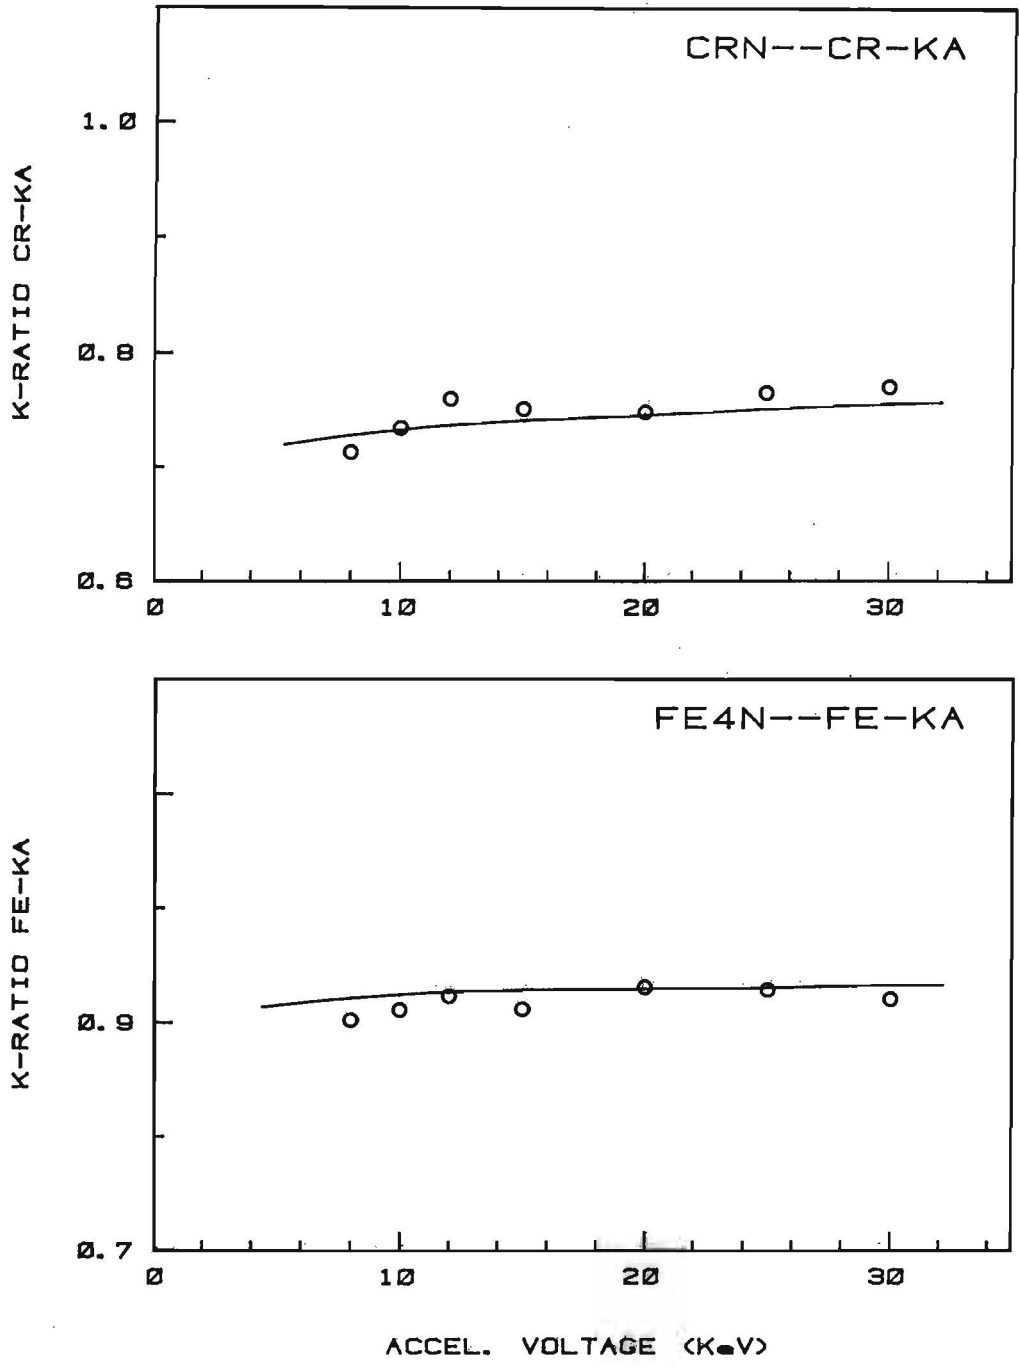 CRN--CR-KA
1.0
K-RATIO CR-KA
0.8
0.6
0 10 20 30
FE4N--FE-KA
K-RATIO FE-KA
0.9
0.7
0 10 20 30
ACCEL. VOLTAGE (KeV)